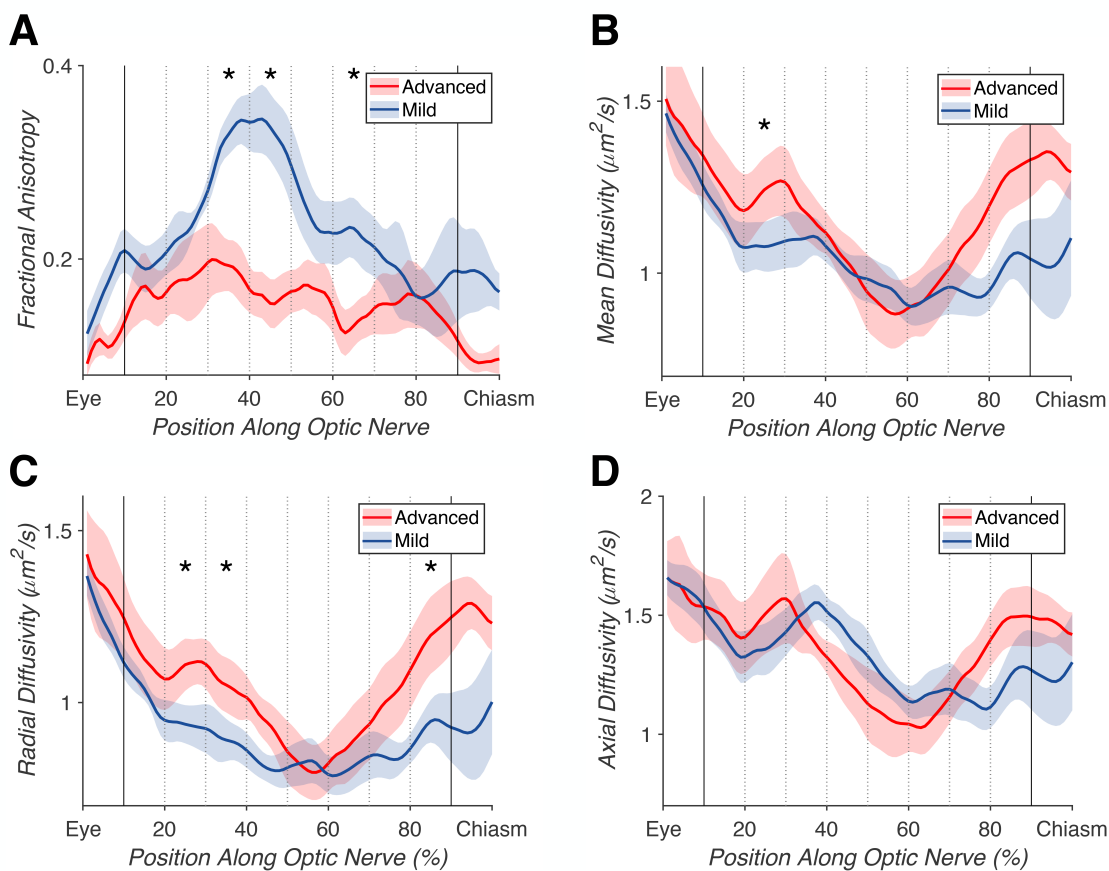 A
Fractional Anisotropy
0.4
0.2
* * *
Advanced
Mild
Eye 20 40 60 80 Chiasm
Position Along Optic Nerve
B
Mean Diffusivity (μm²/s)
1.5
1
*
Advanced
Mild
Eye 20 40 60 80 Chiasm
Position Along Optic Nerve
C
Radial Diffusivity (μm²/s)
1.5
1
* * *
Advanced
Mild
Eye 20 40 60 80 Chiasm
Position Along Optic Nerve (%)
D
Axial Diffusivity (μm²/s)
2
1.5
1
Advanced
Mild
Eye 20 40 60 80 Chiasm
Position Along Optic Nerve (%)